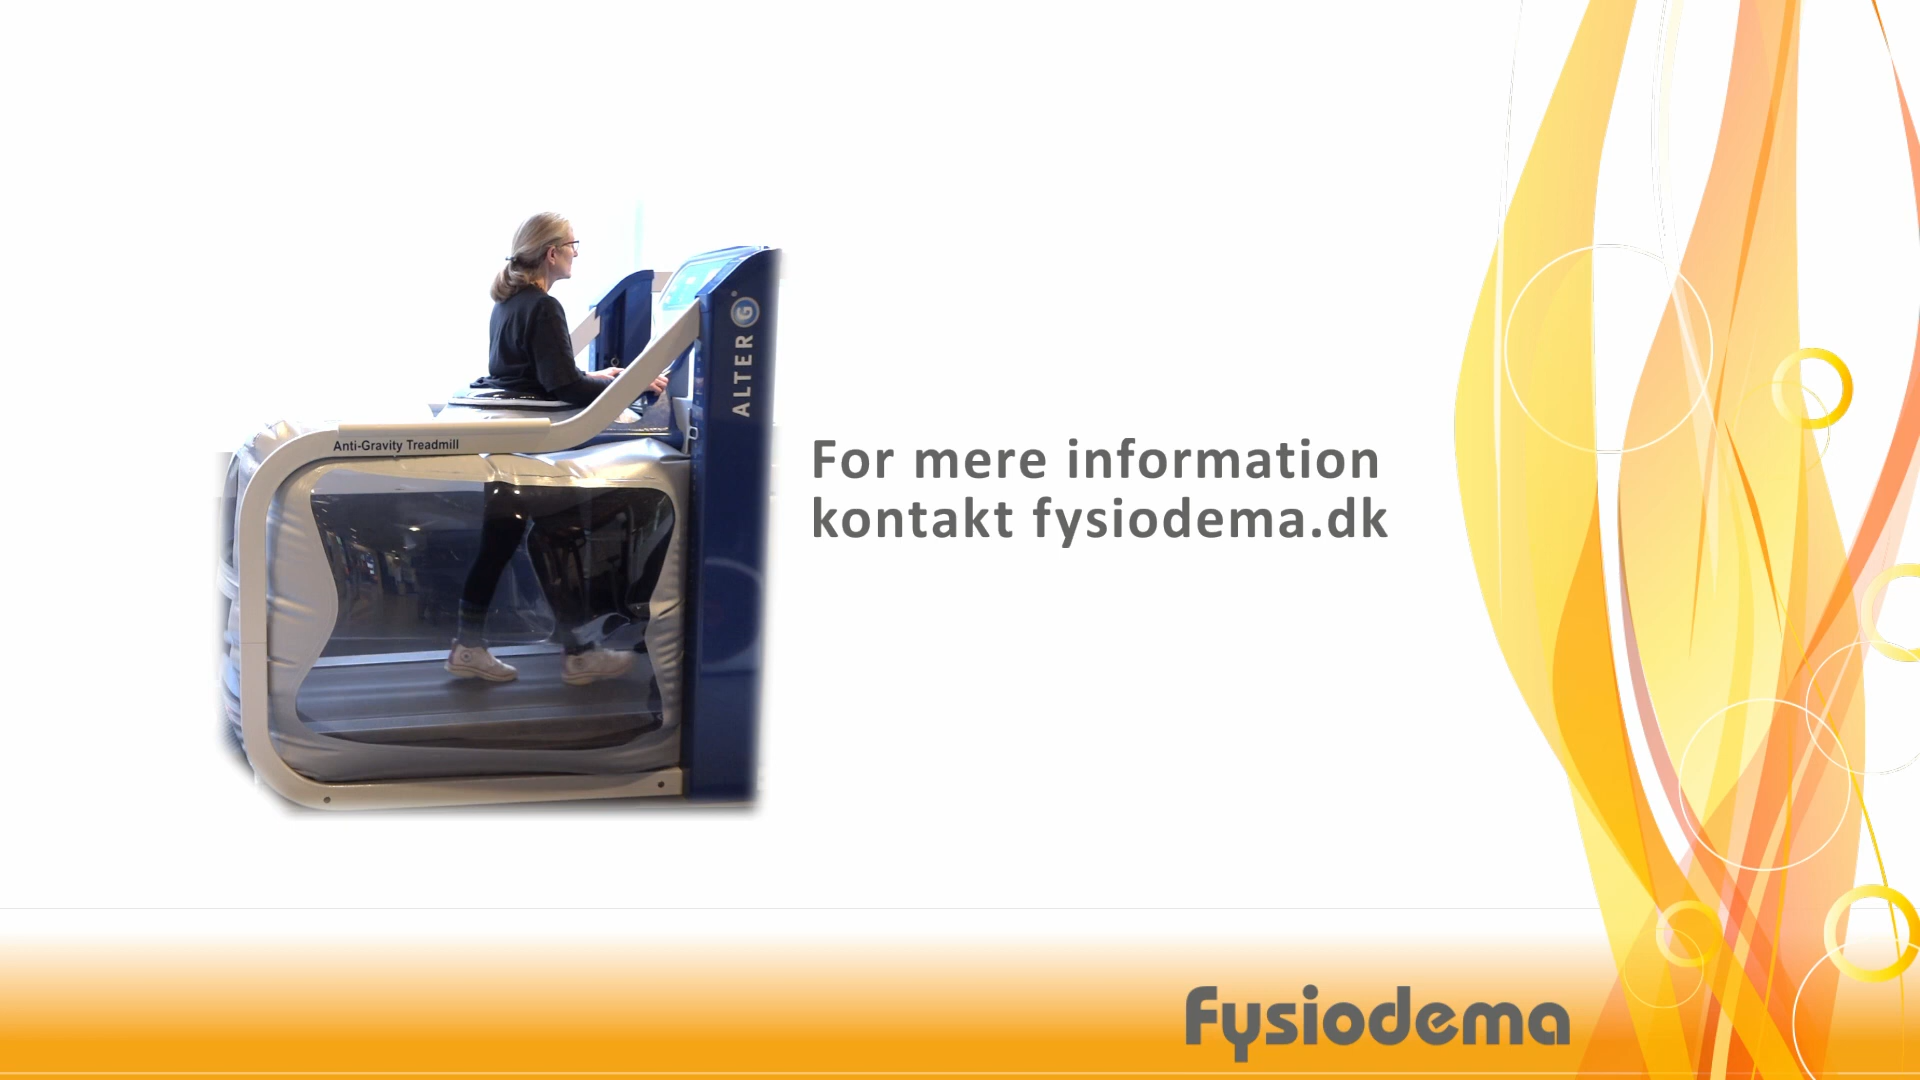 ALTER G
Anti-Gravity Treadmill
For mere information
kontakt fysiodema.dk
Fysiodema